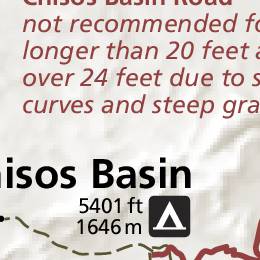 Chisos Basin Road
not recommended fo
longer than 20 feet a
over 24 feet due to s
curves and steep gra
isos Basin
5401 ft
1646 m